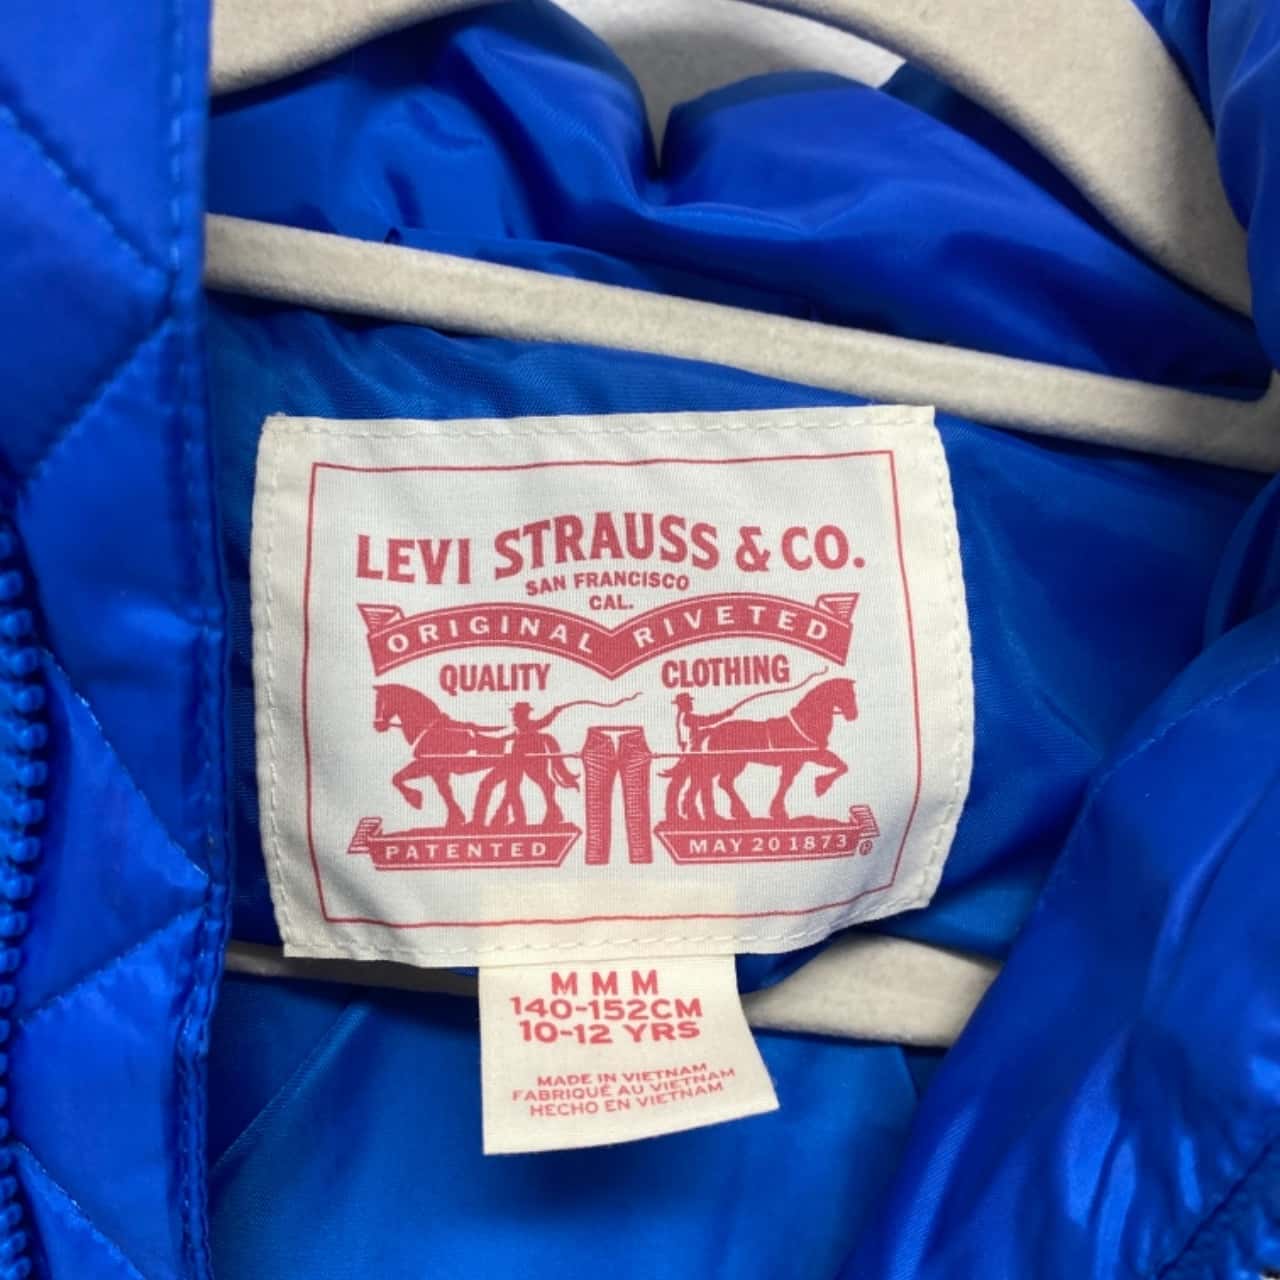 LEVI STRAUSS & CO.
SAN FRANCISCO
CAL.
ORIGINAL RIVETED
QUALITY CLOTHING
PATENTED MAY 20 1873 ®
M M M
140-152CM
10-12 YRS
MADE IN VIETNAM
FABRIQUÉ AU VIETNAM
HECHO EN VIETNAM